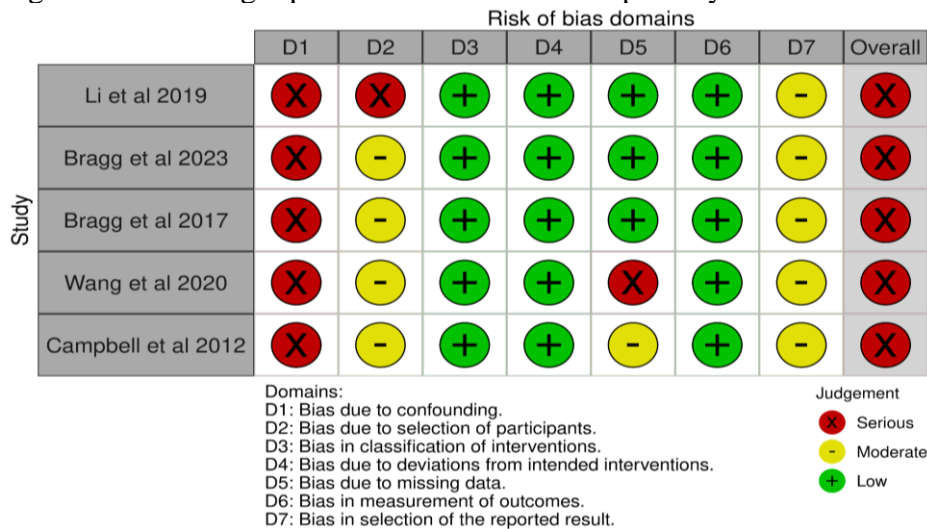 Risk of bias domains
D1 D2 D3 D4 D5 D6 D7 Overall
Study
Li et al 2019 X X + + + + - X
Bragg et al 2023 X - + + + + - X
Bragg et al 2017 X - + + + + - X
Wang et al 2020 X - + + X + - X
Campbell et al 2012 X - + + - + - X
Domains:
D1: Bias due to confounding.
D2: Bias due to selection of participants.
D3: Bias in classification of interventions.
D4: Bias due to deviations from intended interventions.
D5: Bias due to missing data.
D6: Bias in measurement of outcomes.
D7: Bias in selection of the reported result.
Judgement
X Serious
- Moderate
+ Low